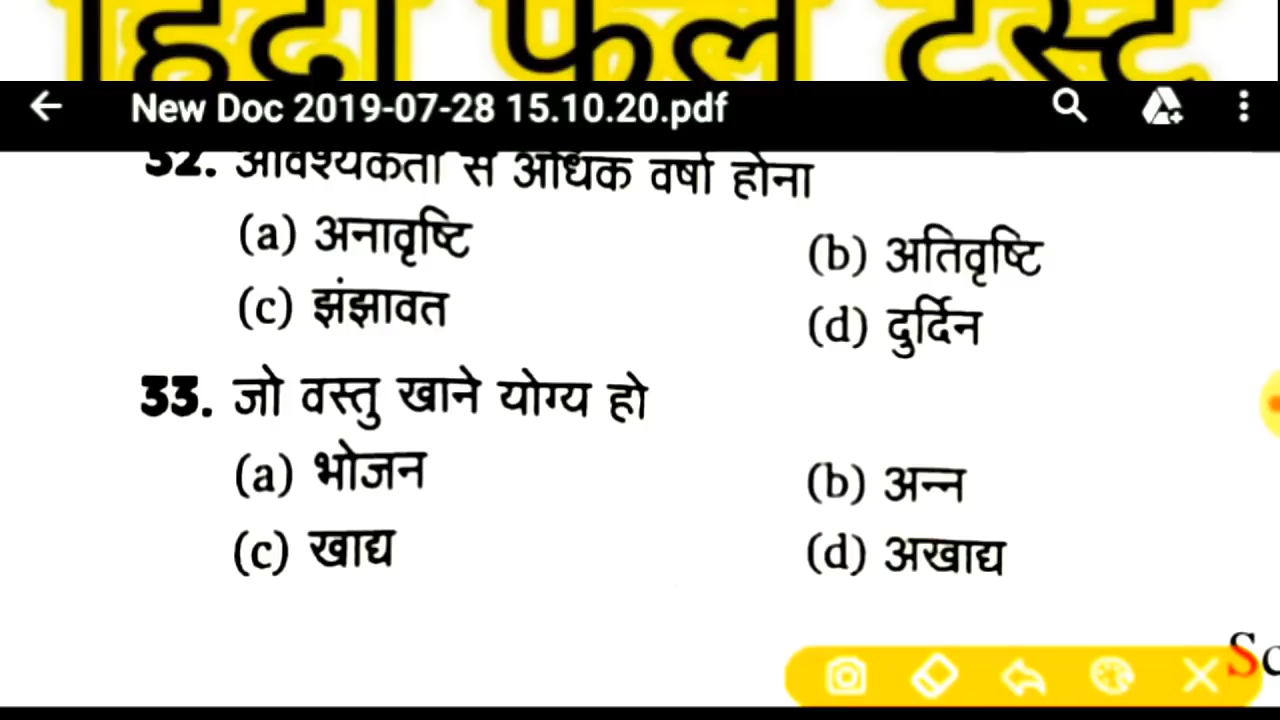 हिंदी फुल टेस्ट
New Doc 2019-07-28 15.10.20.pdf
32. आवश्यकता से अधिक वर्षा होना
(a) अनावृष्टि (b) अतिवृष्टि
(c) झंझावत (d) दुर्दिन
33. जो वस्तु खाने योग्य हो
(a) भोजन (b) अन्न
(c) खाद्य (d) अखाद्य